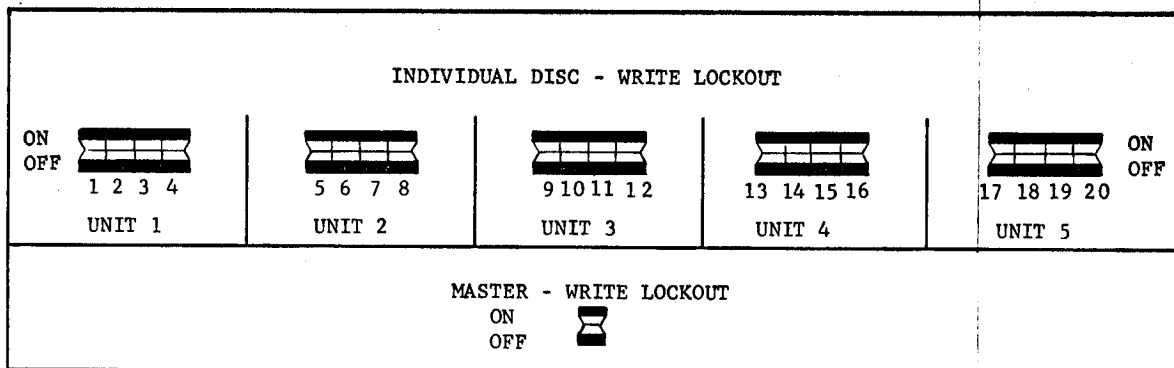 INDIVIDUAL DISC - WRITE LOCKOUT
ON ON
OFF OFF
1 2 3 4 5 6 7 8 9 10 11 12 13 14 15 16 17 18 19 20
UNIT 1 UNIT 2 UNIT 3 UNIT 4 UNIT 5
MASTER - WRITE LOCKOUT
ON
OFF